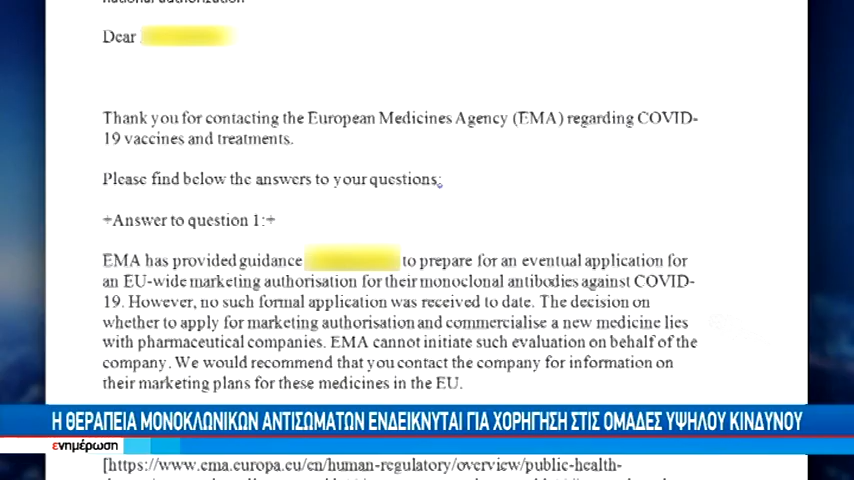 national authorization
Dear
Thank you for contacting the European Medicines Agency (EMA) regarding COVID-
19 vaccines and treatments.
Please find below the answers to your questions:
+Answer to question 1:+
EMA has provided guidance to prepare for an eventual application for
an EU-wide marketing authorisation for their monoclonal antibodies against COVID-
19. However, no such formal application was received to date. The decision on
whether to apply for marketing authorisation and commercialise a new medicine lies
with pharmaceutical companies. EMA cannot initiate such evaluation on behalf of the
company. We would recommend that you contact the company for information on
their marketing plans for these medicines in the EU.
Η ΘΕΡΑΠΕΙΑ ΜΟΝΟΚΛΩΝΙΚΩΝ ΑΝΤΙΣΩΜΑΤΩΝ ΕΝΔΕΙΚΝΥΤΑΙ ΓΙΑ ΧΟΡΗΓΗΣΗ ΣΤΙΣ ΟΜΑΔΕΣ ΥΨΗΛΟΥ ΚΙΝΔΥΝΟΥ
ενημέρωση
[https://www.ema.europa.eu/en/human-regulatory/overview/public-health-